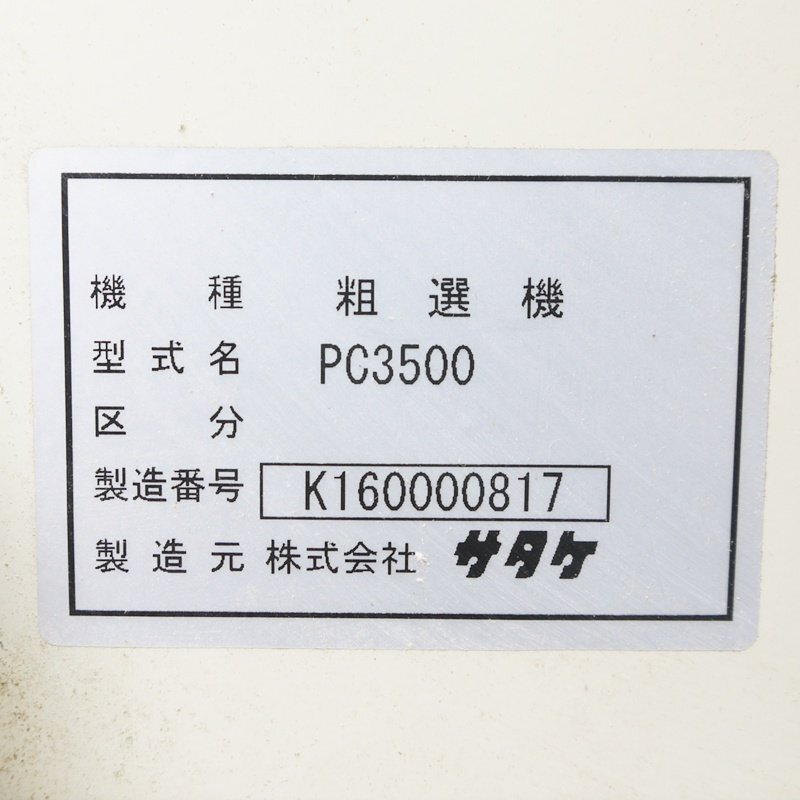 機種 粗選機
型式名 PC3500
区分
製造番号 K160000817
製造元 株式会社 サタケ